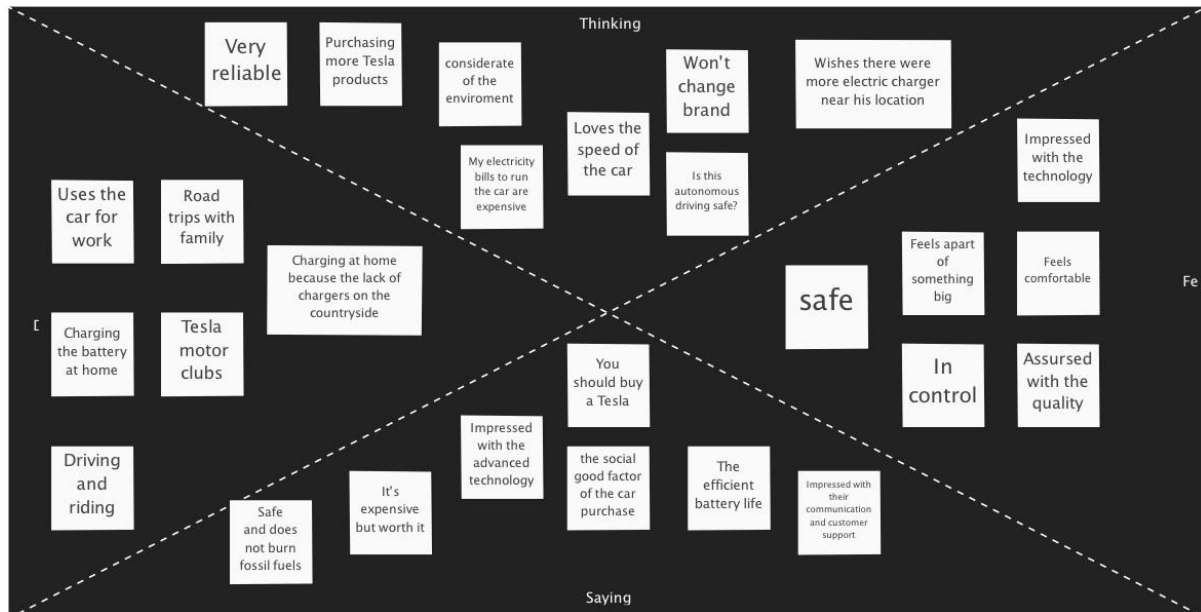 Thinking
Very
reliable
Purchasing
more Tesla
products
considerate
of the
enviroment
Won't
change
brand
Wishes there were
more electric charger
near his location
Loves the
speed of
the car
My electricity
bills to run
the car are
expensive
Is this
autonomous
driving safe?
Impressed
with the
technology
Uses the
car for
work
Road
trips with
family
Charging at home
because the lack of
chargers on the
countryside
Charging
the battery
at home
Tesla
motor
clubs
Driving
and
riding
safe
Feels apart
of
something
big
Feels
comfortable
Fe
In
control
Assursed
with the
quality
You
should buy
a Tesla
Impressed
with the
advanced
technology
the social
good factor
of the car
purchase
The
efficient
battery life
Impressed with
their
communication
and customer
support
It's
expensive
but worth it
Safe
and does
not burn
fossil fuels
Saying